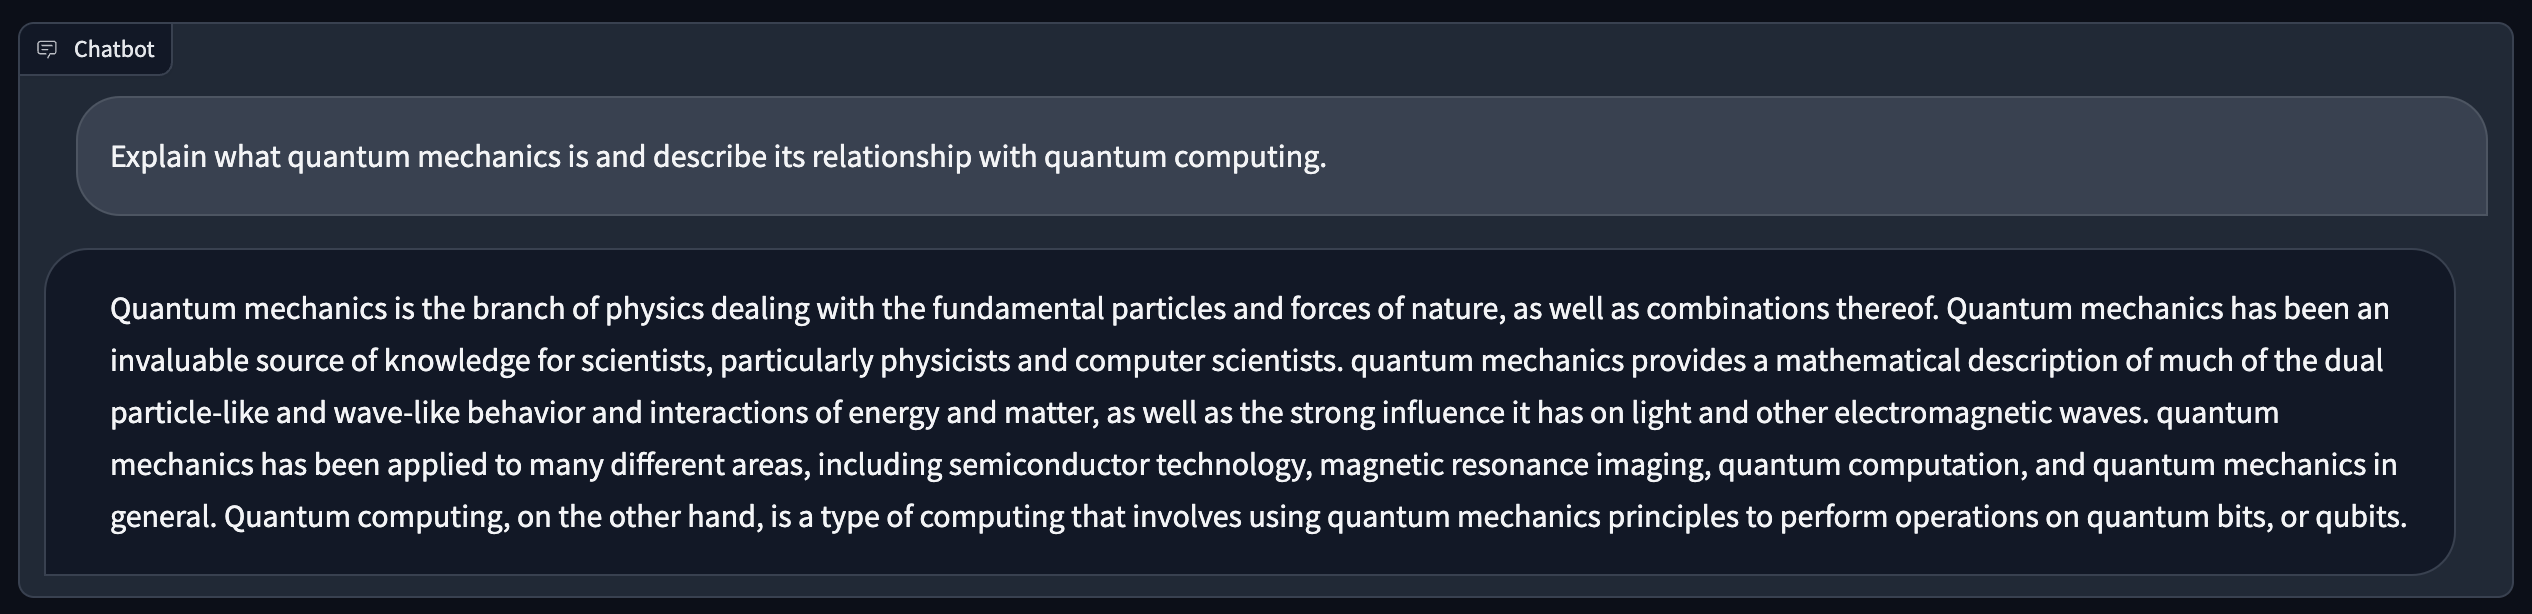 Chatbot
Explain what quantum mechanics is and describe its relationship with quantum computing.
Quantum mechanics is the branch of physics dealing with the fundamental particles and forces of nature, as well as combinations thereof. Quantum mechanics has been an
invaluable source of knowledge for scientists, particularly physicists and computer scientists. quantum mechanics provides a mathematical description of much of the dual
particle-like and wave-like behavior and interactions of energy and matter, as well as the strong influence it has on light and other electromagnetic waves. quantum
mechanics has been applied to many different areas, including semiconductor technology, magnetic resonance imaging, quantum computation, and quantum mechanics in
general. Quantum computing, on the other hand, is a type of computing that involves using quantum mechanics principles to perform operations on quantum bits, or qubits.